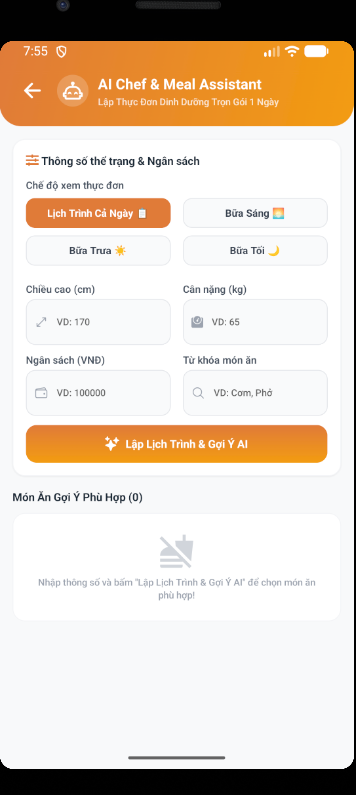 7:55
AI Chef & Meal Assistant
Lập Thực Đơn Dinh Dưỡng Trọn Gói 1 Ngày
Thông số thể trạng & Ngân sách
Chế độ xem thực đơn
Lịch Trình Cả Ngày 📋
Bữa Sáng 🌅
Bữa Trưa ☀️
Bữa Tối 🌙
Chiều cao (cm)
Cân nặng (kg)
VD: 170
VD: 65
Ngân sách (VNĐ)
Từ khóa món ăn
VD: 100000
VD: Cơm, Phở
Lập Lịch Trình & Gợi Ý AI
Món Ăn Gợi Ý Phù Hợp (0)
Nhập thông số và bấm "Lập Lịch Trình & Gợi Ý AI" để chọn món ăn
phù hợp!